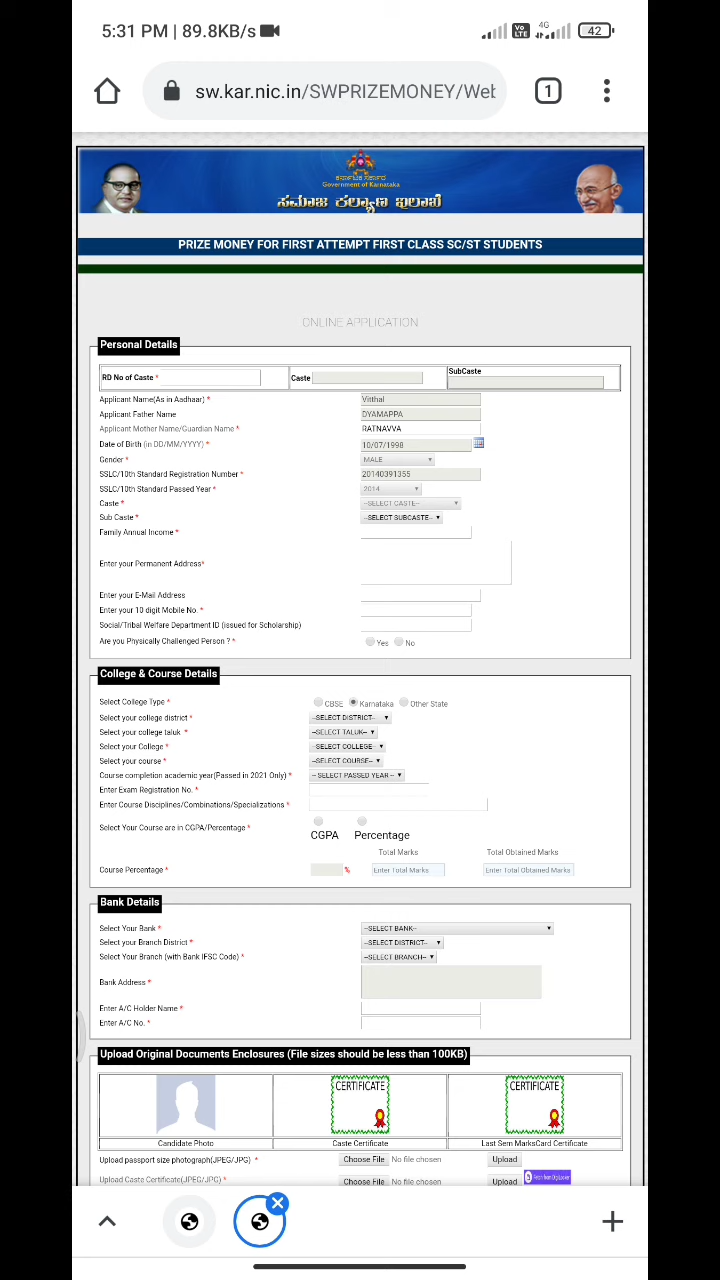 5:31 PM | 89.8KB/s
Vo LTE 4G 42
sw.kar.nic.in/SWPRIZEMONEY/Wel
1
ಕರ್ನಾಟಕ ಸರ್ಕಾರ
Government of Karnataka
ಸಮಾಜ ಕಲ್ಯಾಣ ಇಲಾಖೆ
PRIZE MONEY FOR FIRST ATTEMPT FIRST CLASS SC/ST STUDENTS
ONLINE APPLICATION
Personal Details
RD No of Caste * Caste SubCaste
Applicant Name(As in Aadhaar) * Vitthal
Applicant Father Name DYAMAPPA
Applicant Mother Name/Guardian Name * RATNAVVA
Date of Birth (in DD/MM/YYYY) * 10/07/1998
Gender * MALE
SSLC/10th Standard Registration Number * 20140391355
SSLC/10th Standard Passed Year * 2014
Caste * --SELECT CASTE--
Sub Caste * --SELECT SUBCASTE--
Family Annual Income *
Enter your Permanent Address*
Enter your E-Mail Address
Enter your 10 digit Mobile No. *
Social/Tribal Welfare Department ID (issued for Scholarship)
Are you Physically Challenged Person ? * Yes No
College & Course Details
Select College Type * CBSE Karnataka Other State
Select your college district * --SELECT DISTRICT--
Select your college taluk * --SELECT TALUK--
Select your College * --SELECT COLLEGE--
Select your course * --SELECT COURSE--
Course completion academic year(Passed in 2021 Only) * -- SELECT PASSED YEAR --
Enter Exam Registration No. *
Enter Course Disciplines/Combinations/Specializations *
Select Your Course are in CGPA/Percentage * CGPA Percentage
Total Marks Total Obtained Marks
Course Percentage * % Enter Total Marks Enter Total Obtained Marks
Bank Details
Select Your Bank * --SELECT BANK--
Select your Branch District * --SELECT DISTRICT--
Select Your Branch (with Bank IFSC Code) * --SELECT BRANCH--
Bank Address *
Enter A/C Holder Name *
Enter A/C No. *
Upload Original Documents Enclosures (File sizes should be less than 100KB)
CERTIFICATE CERTIFICATE
Candidate Photo Caste Certificate Last Sem MarksCard Certificate
Upload passport size photograph(JPEG/JPG) * Choose File No file chosen Upload
Upload Caste Certificate(JPEG/JPG) * Choose File No file chosen Upload Fetch from DigiLocker